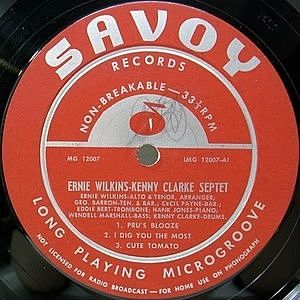 SAVOY
RECORDS
NON-BREAKABLE—33⅓ RPM
MG 12007
LMG 12007-A1
ERNIE WILKINS-KENNY CLARKE SEPTET
ERNIE WILKINS-ALTO & TENOR, ARRANGER;
GEO. BARRON-TEN. & BAR.; CECIL PAYNE-BAR.;
EDDIE BERT-TROMBONE; HANK JONES-PIANO;
WENDELL MARSHALL-BASS; KENNY CLARKE-DRUMS.
1. PRU'S BLOOZE
2. I DIG YOU THE MOST
3. CUTE TOMATO
LONG PLAYING MICROGROOVE
NOT LICENSED FOR RADIO BROADCAST—FOR HOME USE ON PHONOGRAPH